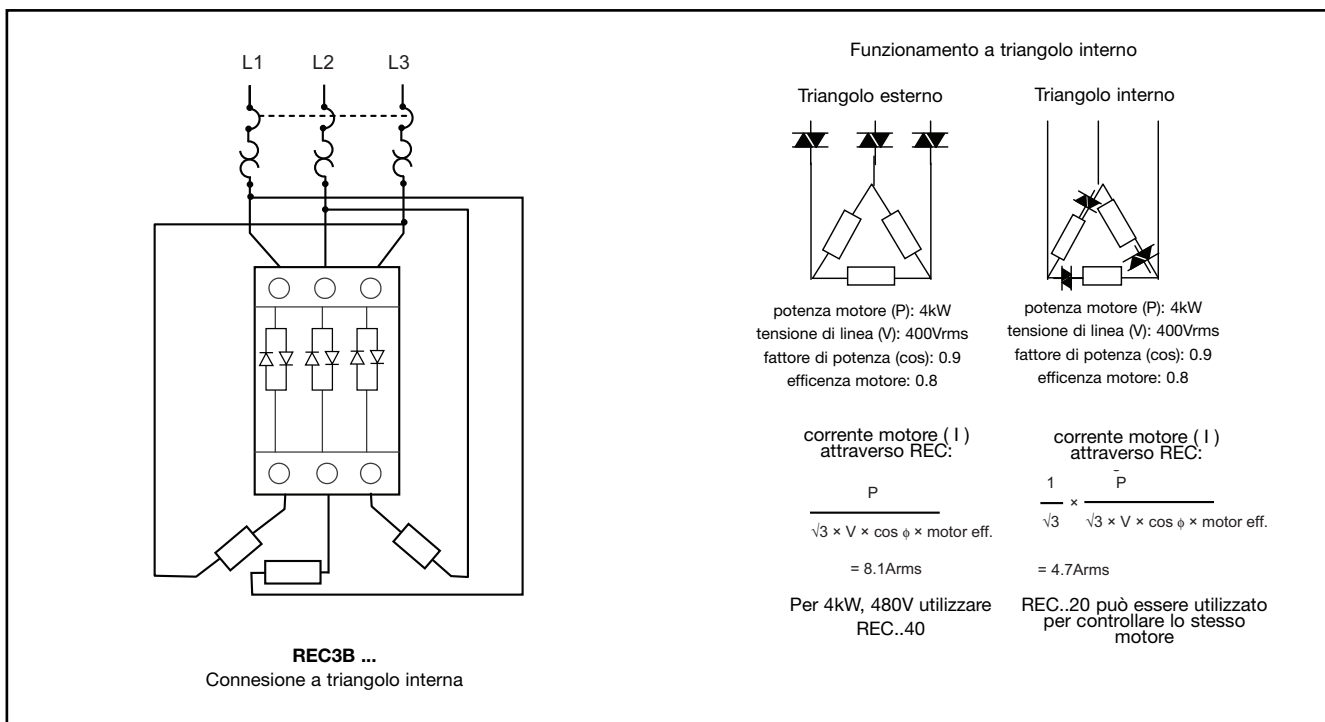 L1 L2 L3
REC3B ...
Connesione a triangolo interna
Funzionamento a triangolo interno
Triangolo esterno
potenza motore (P): 4kW
tensione di linea (V): 400Vrms
fattore di potenza (cos): 0.9
efficenza motore: 0.8
corrente motore ( I )
attraverso REC:
P
√3 × V × cos ϕ × motor eff.
= 8.1Arms
Per 4kW, 480V utilizzare
REC..40
Triangolo interno
potenza motore (P): 4kW
tensione di linea (V): 400Vrms
fattore di potenza (cos): 0.9
efficenza motore: 0.8
corrente motore ( I )
attraverso REC:
1 × P
√3 √3 × V × cos ϕ × motor eff.
= 4.7Arms
REC..20 può essere utilizzato
per controllare lo stesso
motore